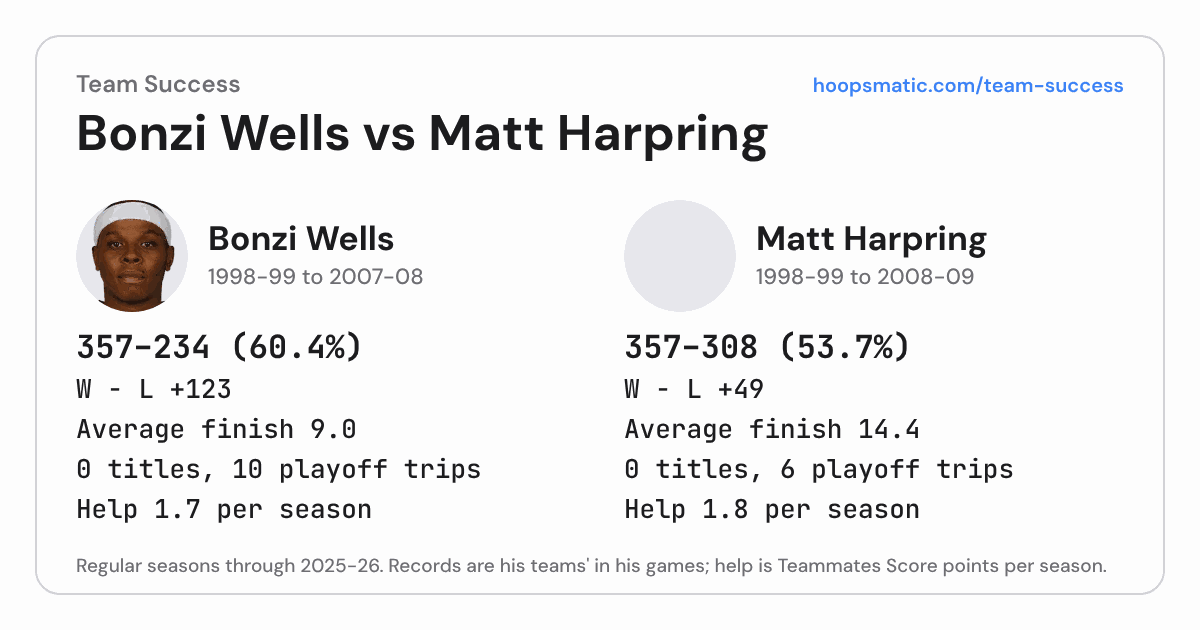 Team Success
hoopsmatic.com/team-success
Bonzi Wells vs Matt Harpring
Bonzi Wells
1998-99 to 2007-08
357-234 (60.4%)
W - L +123
Average finish 9.0
0 titles, 10 playoff trips
Help 1.7 per season
Matt Harpring
1998-99 to 2008-09
357-308 (53.7%)
W - L +49
Average finish 14.4
0 titles, 6 playoff trips
Help 1.8 per season
Regular seasons through 2025-26. Records are his teams' in his games; help is Teammates Score points per season.